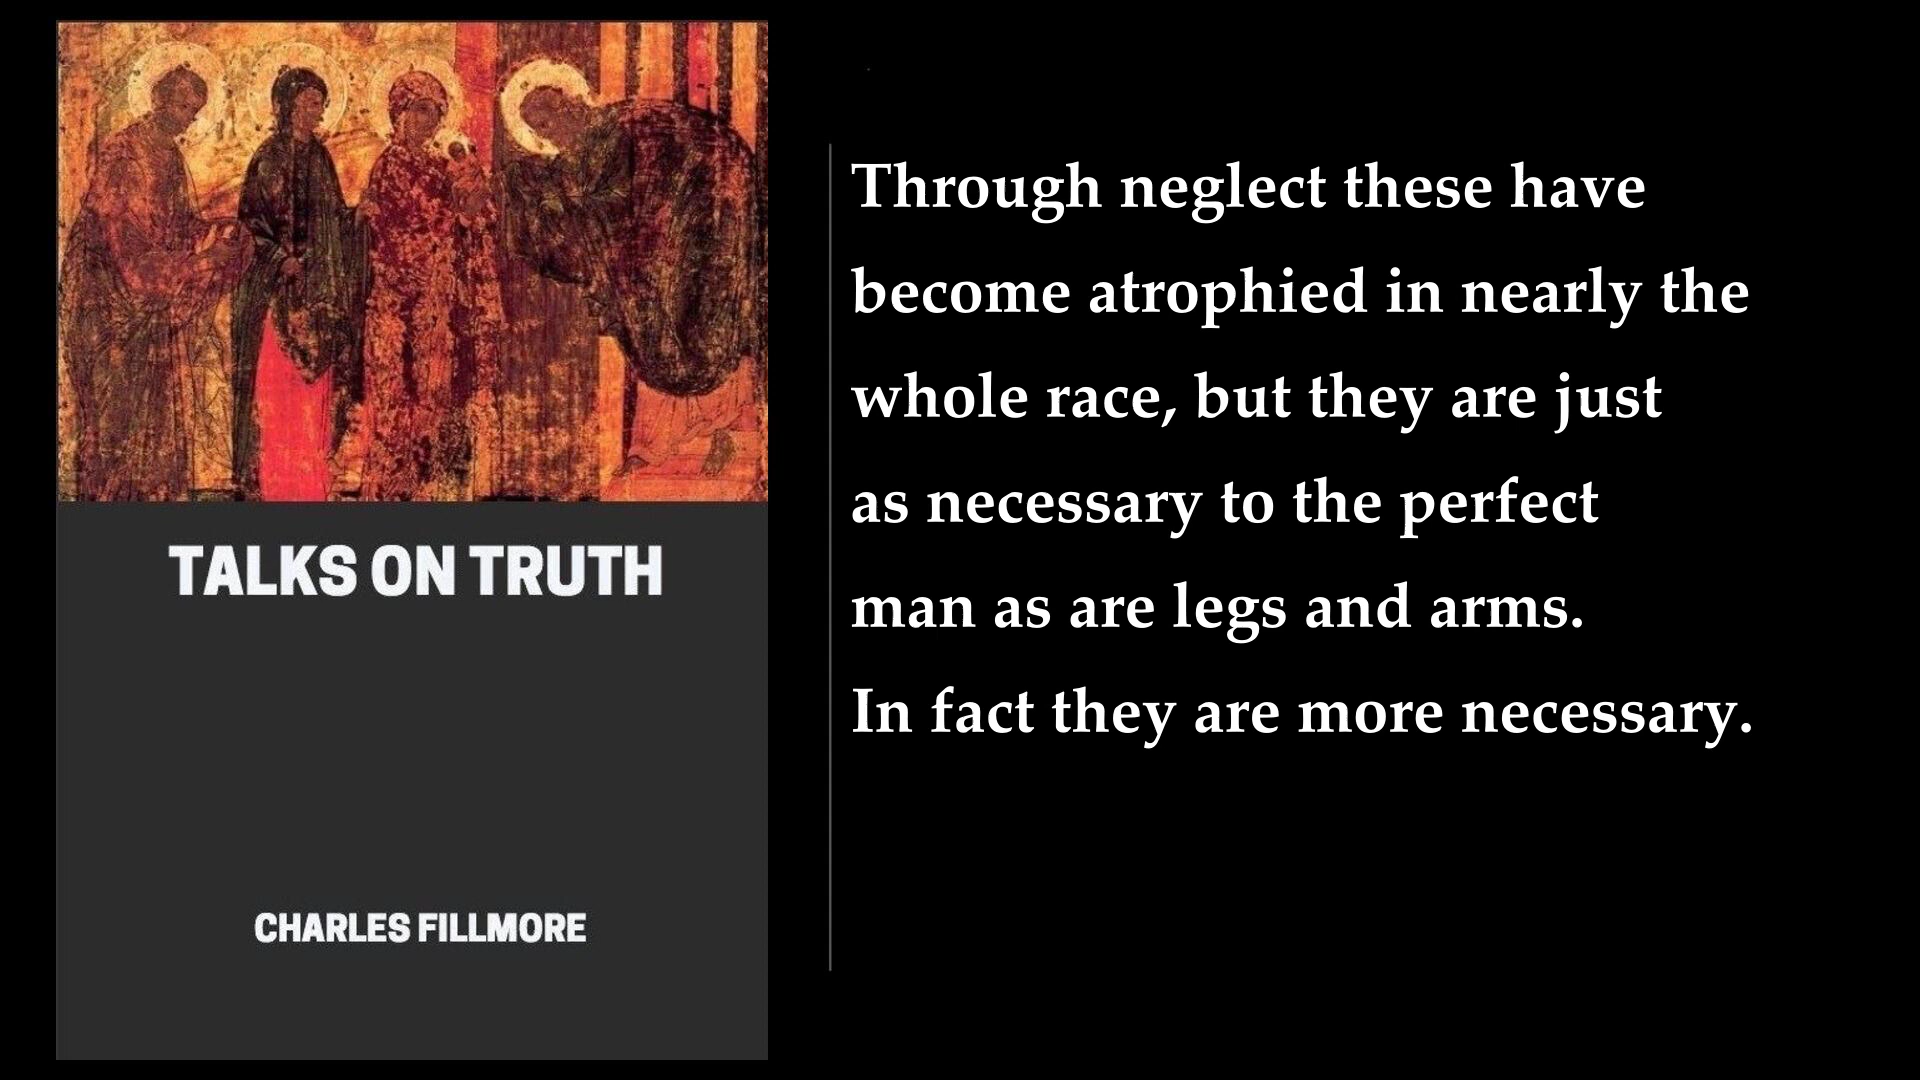 TALKS ON TRUTH
CHARLES FILLMORE
Through neglect these have
become atrophied in nearly the
whole race, but they are just
as necessary to the perfect
man as are legs and arms.
In fact they are more necessary.